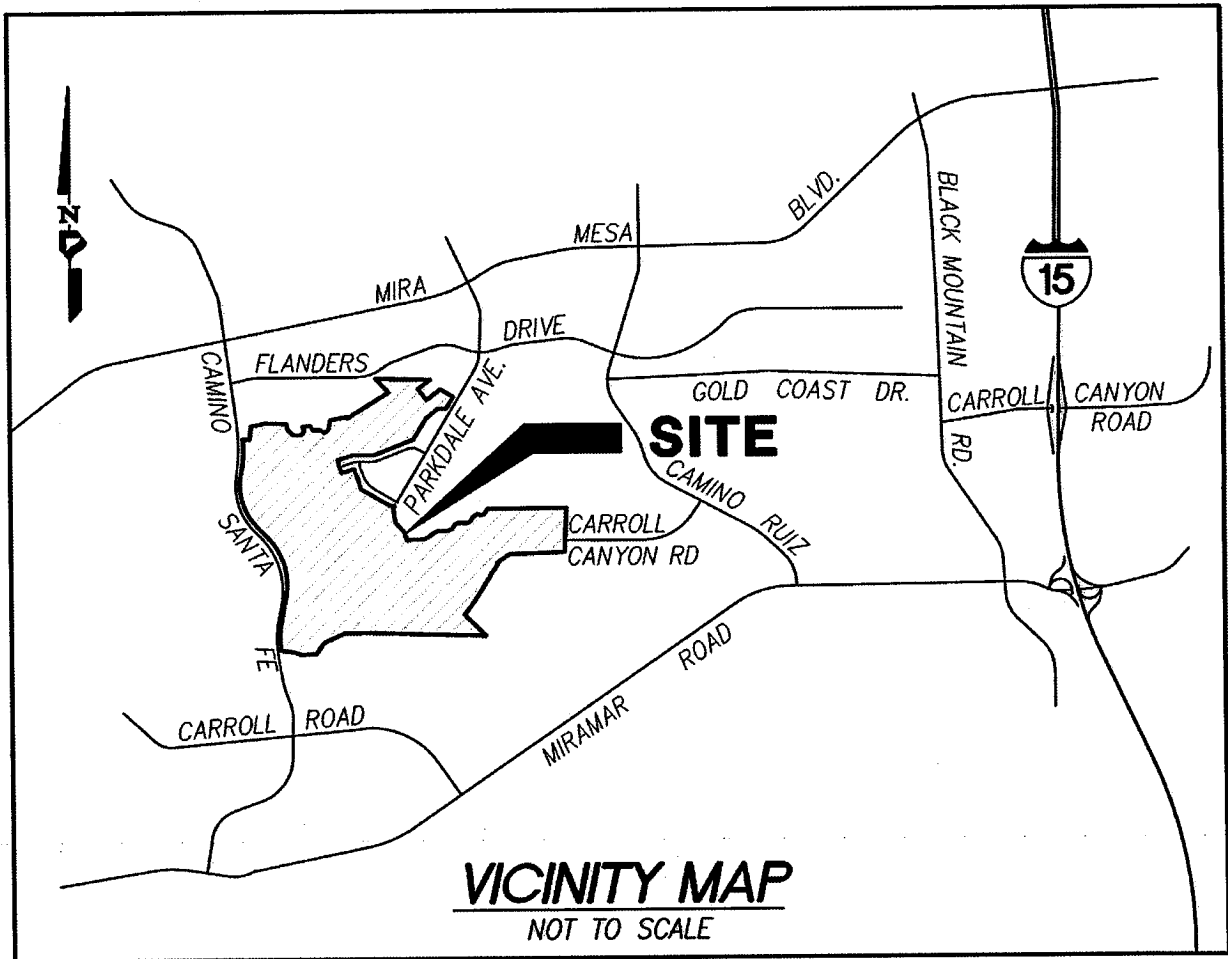 N
MIRA MESA BLVD.
BLACK MOUNTAIN RD.
15
CAMINO SANTA FE
FLANDERS DRIVE
PARKDALE AVE.
GOLD COAST DR.
CARROLL CANYON
ROAD
SITE
CAMINO RUIZ
CARROLL
CANYON RD
MIRAMAR ROAD
CARROLL ROAD
VICINITY MAP
NOT TO SCALE